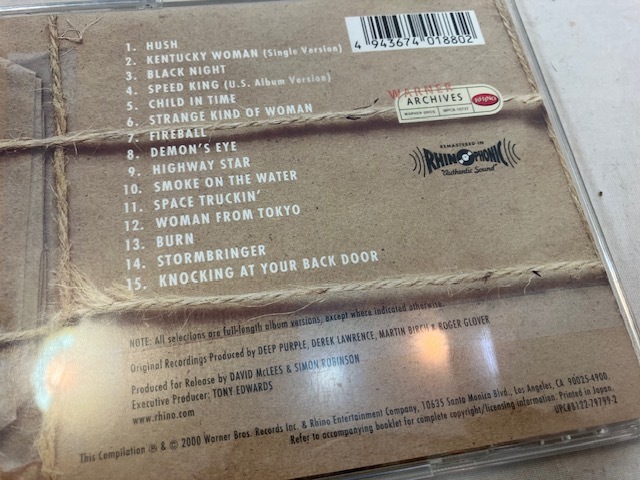 4 943674 018802
1. HUSH
2. KENTUCKY WOMAN (Single Version)
3. BLACK NIGHT
4. SPEED KING (U.S. Album Version)
5. CHILD IN TIME
6. STRANGE KIND OF WOMAN
7. FIREBALL
8. DEMON'S EYE
9. HIGHWAY STAR
10. SMOKE ON THE WATER
11. SPACE TRUCKIN'
12. WOMAN FROM TOKYO
13. BURN
14. STORMBRINGER
15. KNOCKING AT YOUR BACK DOOR
WARNER
ARCHIVES
RHINO
REMASTERED IN
RHINOPHONIC
Authentic Sound
NOTE: All selections are full-length album versions, except where indicated otherwise.
Original Recordings Produced by DEEP PURPLE, DEREK LAWRENCE, MARTIN BIRCH & ROGER GLOVER
Produced for Release by DAVID McLEES & SIMON ROBINSON
Executive Producer: TONY EDWARDS
www.rhino.com
This Compilation ℗ & © 2000 Warner Bros. Records Inc. & Rhino Entertainment Company, 10635 Santa Monica Blvd., Los Angeles, CA 90025-4900.
Refer to accompanying booklet for complete copyright/licensing information. Printed in Japan.
UPC#8122-79799-2